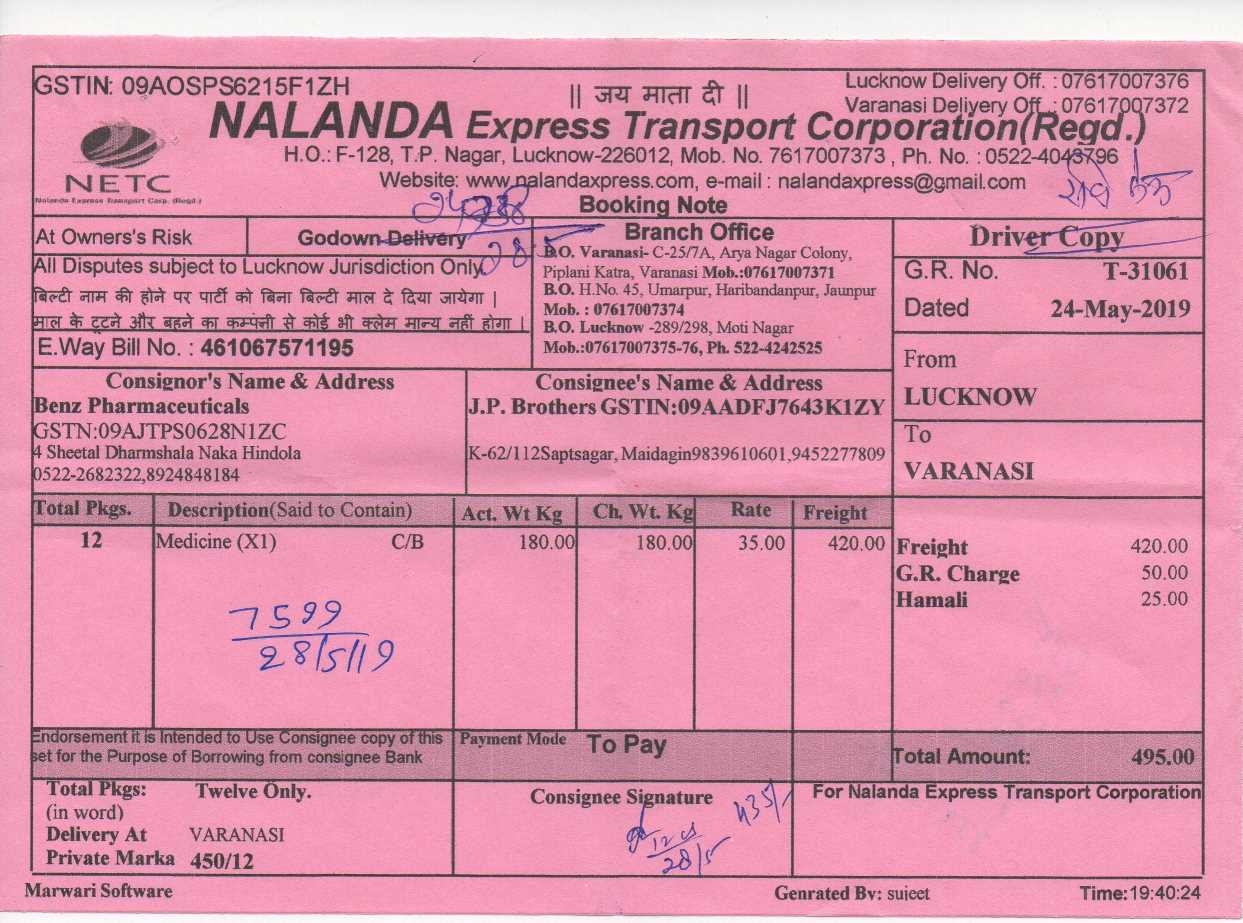 GSTIN: 09AOSPS6215F1ZH
|| जय माता दी ||
Lucknow Delivery Off. : 07617007376
Varanasi Deliyery Off. : 07617007372
NALANDA Express Transport Corporation(Regd.)
H.O.: F-128, T.P. Nagar, Lucknow-226012, Mob. No. 7617007373 , Ph. No. : 0522-4043796
NETC
Website: www.nalandaxpress.com, e-mail : nalandaxpress@gmail.com
Nalanda Express Transport Corp. (Regd.)
Booking Note
At Owners's Risk
Godown Delivery
28/5
Branch Office
Driver Copy
All Disputes subject to Lucknow Jurisdiction Only
बिल्टी नाम की होने पर पार्टी को बिना बिल्टी माल दे दिया जायेगा |
माल के टूटने और बहने का कम्पंनी से कोई भी क्लेम मान्य नहीं होगा |
B.O. Varanasi- C-25/7A, Arya Nagar Colony,
Piplani Katra, Varanasi Mob.:07617007371
B.O. H.No. 45, Umarpur, Haribandanpur, Jaunpur
Mob. : 07617007374
B.O. Lucknow -289/298, Moti Nagar
Mob.:07617007375-76, Ph. 522-4242525
G.R. No. T-31061
Dated 24-May-2019
E.Way Bill No. : 461067571195
From
LUCKNOW
To
VARANASI
Consignor's Name & Address
Benz Pharmaceuticals
GSTN:09AJTPS0628N1ZC
4 Sheetal Dharmshala Naka Hindola
0522-2682322,8924848184
Consignee's Name & Address
J.P. Brothers GSTIN:09AADFJ7643K1ZY
K-62/112Saptsagar, Maidagin9839610601,9452277809
Total Pkgs. Description(Said to Contain) Act. Wt Kg Ch. Wt. Kg Rate Freight
12 Medicine (X1) C/B 180.00 180.00 35.00 420.00
Freight 420.00
G.R. Charge 50.00
Hamali 25.00
7599
28/5/19
Endorsement it is Intended to Use Consignee copy of this
set for the Purpose of Borrowing from consignee Bank
Payment Mode To Pay
Total Amount: 495.00
Total Pkgs: Twelve Only.
(in word)
Delivery At VARANASI
Private Marka 450/12
Consignee Signature
435/-
28/5
For Nalanda Express Transport Corporation
Marwari Software
Genrated By: sujeet
Time:19:40:24